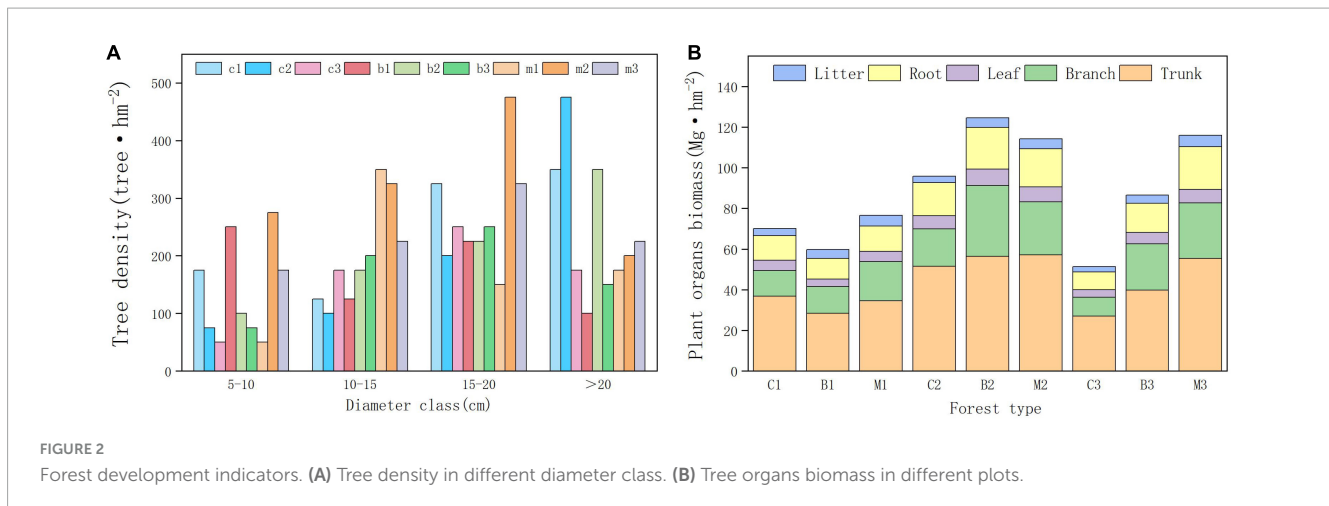 A
c1 c2 c3 b1 b2 b3 m1 m2 m3
Tree density(tree·hm⁻²)
500
400
300
200
100
0
5-10 10-15 15-20 >20
Diameter class(cm)
B
Litter Root Leaf Branch Trunk
Plant organs biomass(Mg·hm⁻²)
140
120
100
80
60
40
20
0
C1 B1 M1 C2 B2 M2 C3 B3 M3
Forest type
FIGURE 2
Forest development indicators. (A) Tree density in different diameter class. (B) Tree organs biomass in different plots.